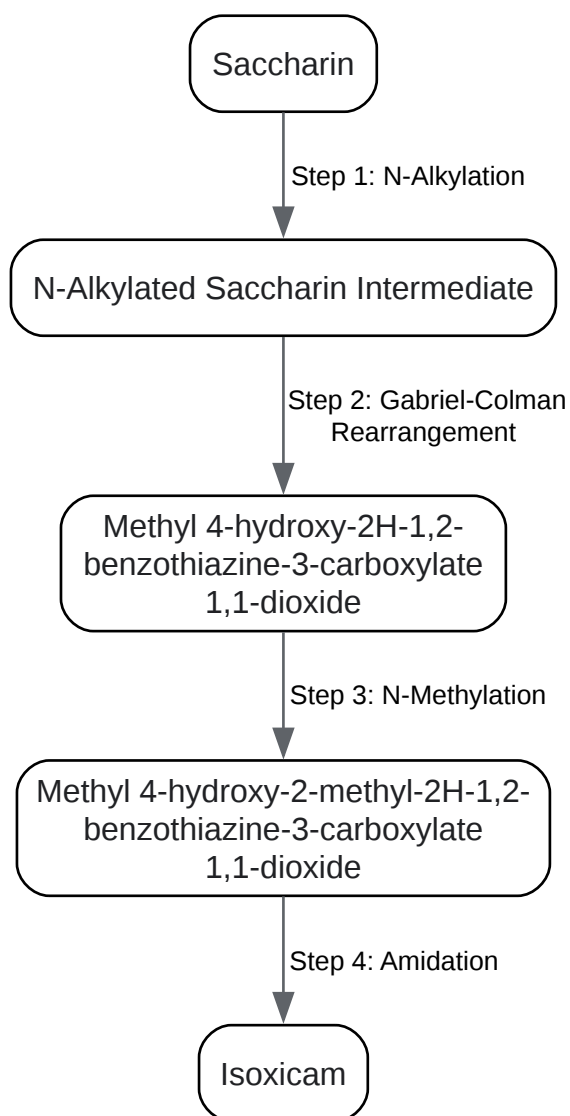 Saccharin
Step 1: N-Alkylation
N-Alkylated Saccharin Intermediate
Step 2: Gabriel-Colman
Rearrangement
Methyl 4-hydroxy-2H-1,2-
benzothiazine-3-carboxylate
1,1-dioxide
Step 3: N-Methylation
Methyl 4-hydroxy-2-methyl-2H-1,2-
benzothiazine-3-carboxylate
1,1-dioxide
Step 4: Amidation
Isoxicam